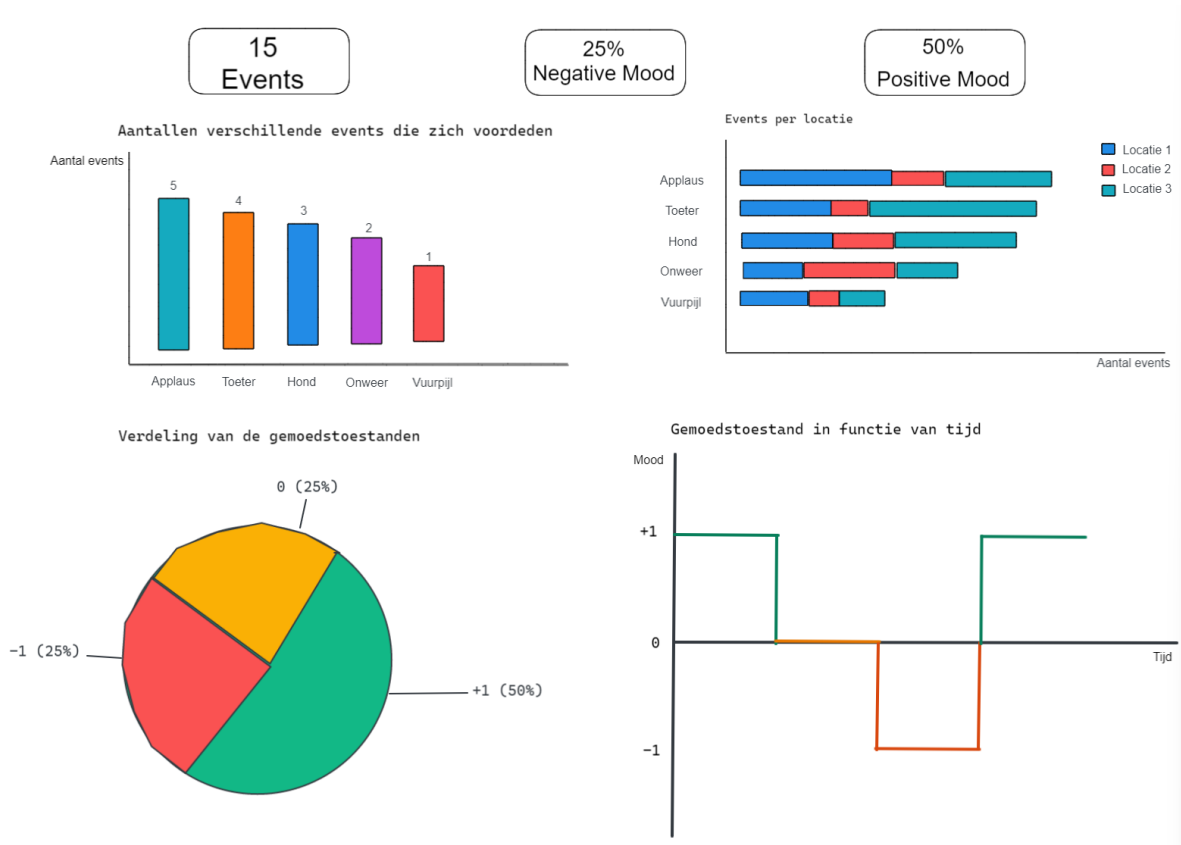 15
Events
25%
Negative Mood
50%
Positive Mood
Aantallen verschillende events die zich voordeden
Aantal events
5
4
3
2
1
Applaus
Toeter
Hond
Onweer
Vuurpijl
Events per locatie
Locatie 1
Locatie 2
Locatie 3
Applaus
Toeter
Hond
Onweer
Vuurpijl
Aantal events
Verdeling van de gemoedstoestanden
0 (25%)
−1 (25%)
+1 (50%)
Gemoedstoestand in functie van tijd
Mood
+1
0
−1
Tijd